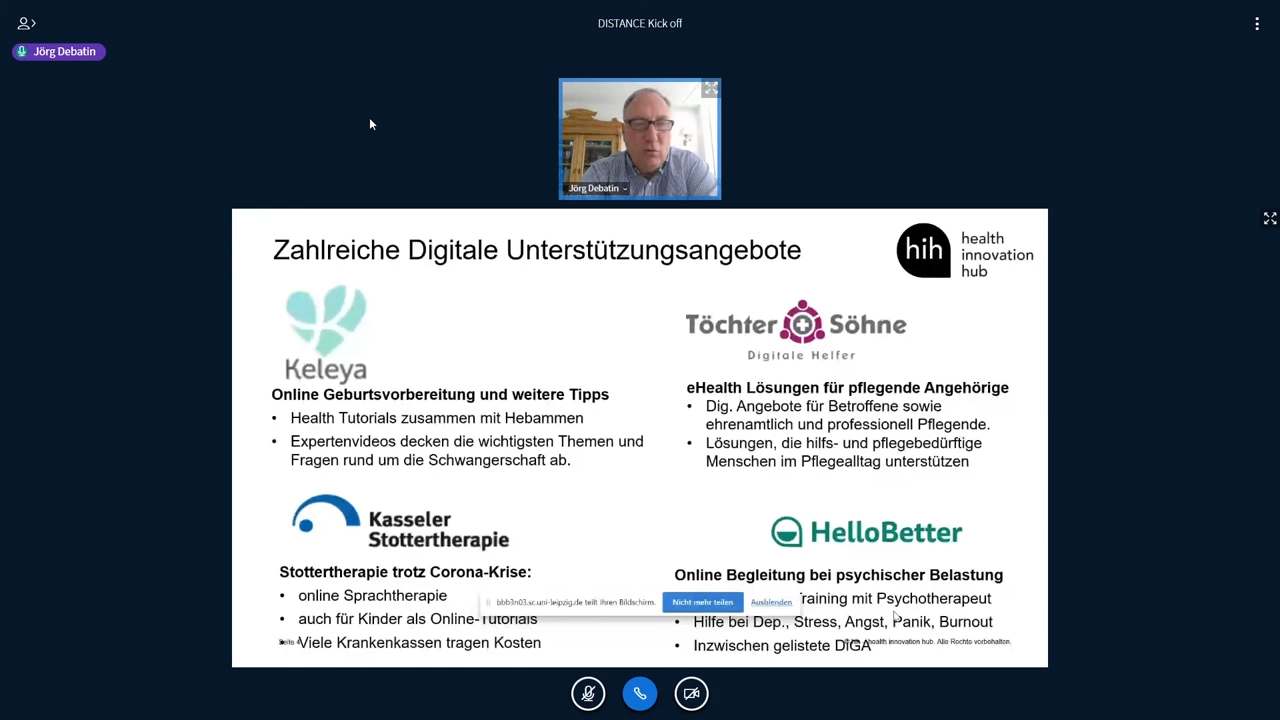 DISTANCE Kick off
Jörg Debatin
Jörg Debatin
Zahlreiche Digitale Unterstützungsangebote
hih
health
innovation
hub
Keleya
Online Geburtsvorbereitung und weitere Tipps
• Health Tutorials zusammen mit Hebammen
• Expertenvideos decken die wichtigsten Themen und
Fragen rund um die Schwangerschaft ab.
Töchter Söhne
Digitale Helfer
eHealth Lösungen für pflegende Angehörige
• Dig. Angebote für Betroffene sowie
ehrenamtlich und professionell Pflegende.
• Lösungen, die hilfs- und pflegebedürftige
Menschen im Pflegealltag unterstützen
Kasseler
Stottertherapie
Stottertherapie trotz Corona-Krise:
• online Sprachtherapie
• auch für Kinder als Online-Tutorials
• Viele Krankenkassen tragen Kosten
HelloBetter
Online Begleitung bei psychischer Belastung
Training mit Psychotherapeut
• Hilfe bei Dep., Stress, Angst, Panik, Burnout
• Inzwischen gelistete DiGA
bbb3n03.sc.uni-leipzig.de teilt Ihren Bildschirm.
Nicht mehr teilen
Ausblenden
Seite
health innovation hub. Alle Rechte vorbehalten.